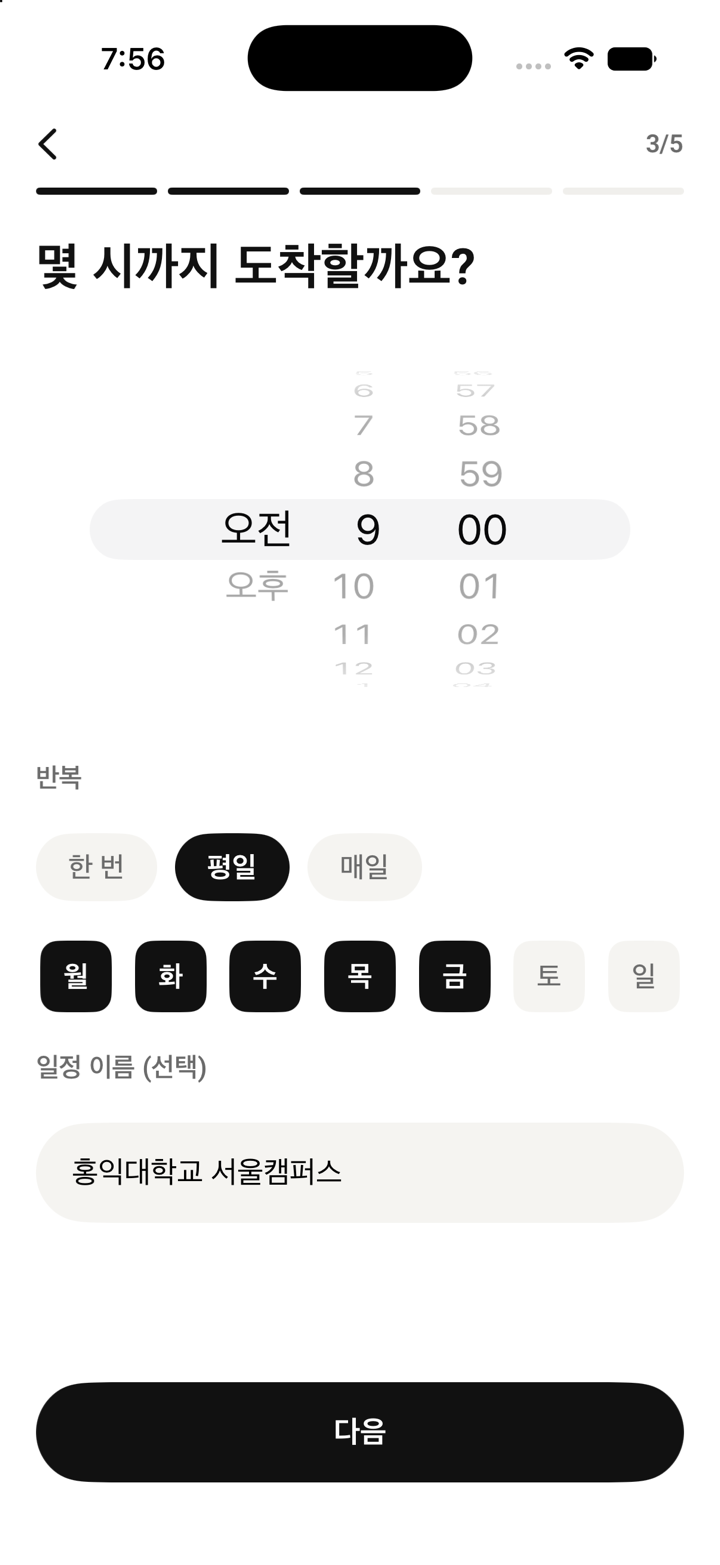 7:56
3/5
몇 시까지 도착할까요?
6 57
7 58
8 59
오전 9 00
오후 10 01
11 02
12 03
반복
한 번 평일 매일
월 화 수 목 금 토 일
일정 이름 (선택)
홍익대학교 서울캠퍼스
다음